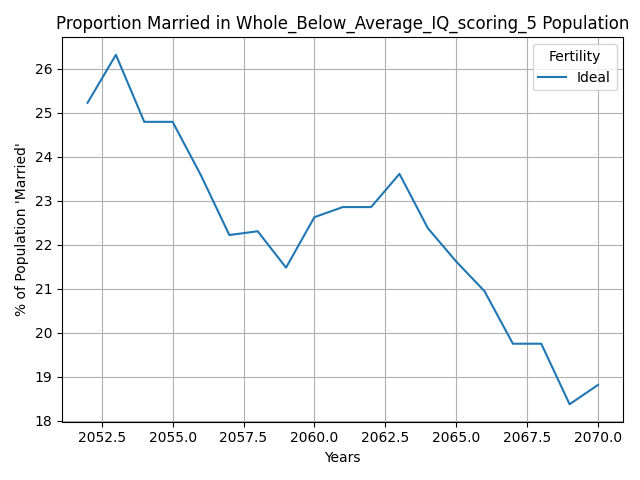 Proportion Married in Whole_Below_Average_IQ_scoring_5 Population
Fertility
Ideal
% of Population 'Married'
26
25
24
23
22
21
20
19
18
2052.5 2055.0 2057.5 2060.0 2062.5 2065.0 2067.5 2070.0
Years